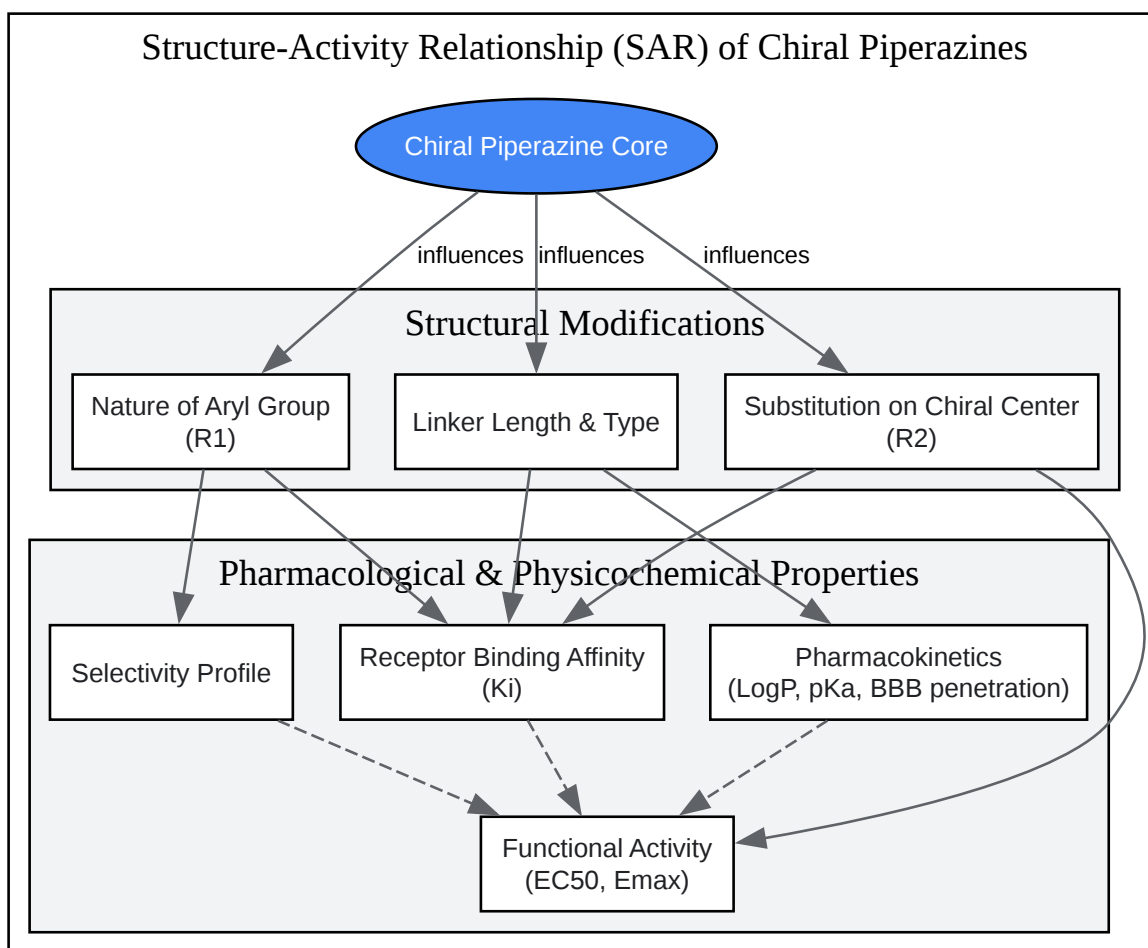 Structure-Activity Relationship (SAR) of Chiral Piperazines
Chiral Piperazine Core
influences
influences
influences
Structural Modifications
Nature of Aryl Group
(R1)
Linker Length & Type
Substitution on Chiral Center
(R2)
Pharmacological & Physicochemical Properties
Selectivity Profile
Receptor Binding Affinity
(Ki)
Pharmacokinetics
(LogP, pKa, BBB penetration)
Functional Activity
(EC50, Emax)